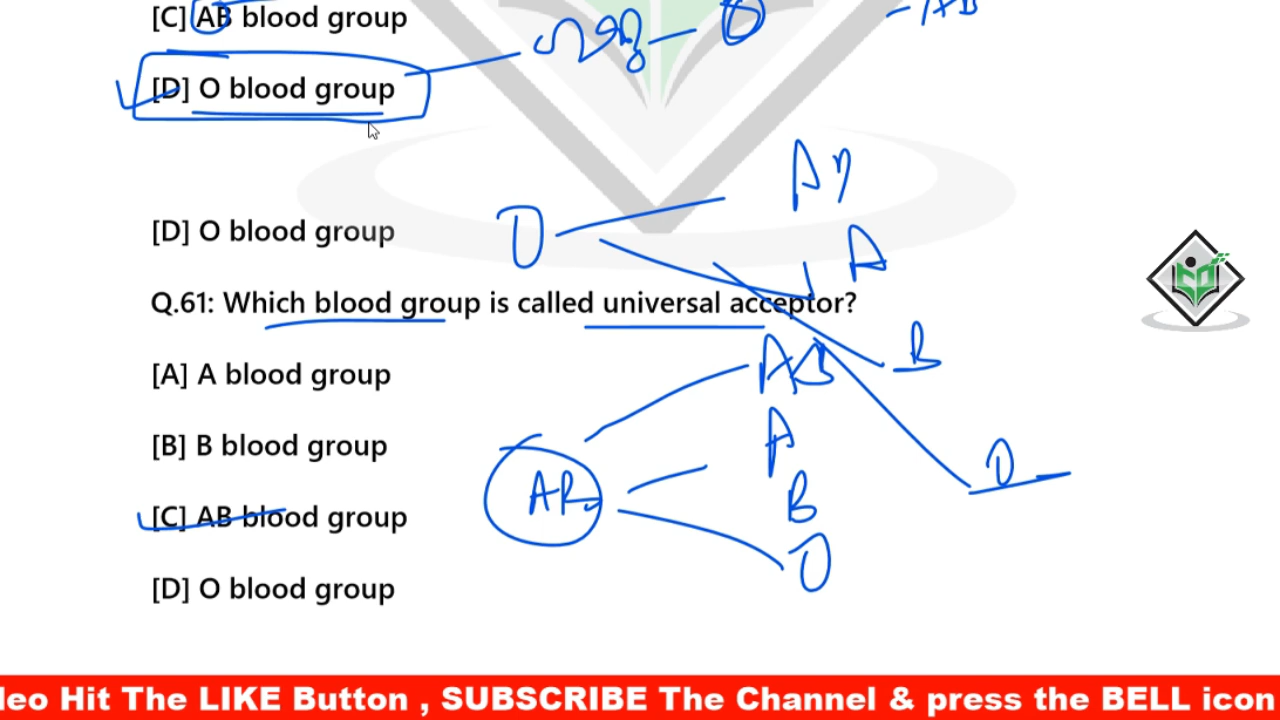 [C] AB blood group
O
- AB
[D] O blood group
[D] O blood group
O
A
B
O
Q.61: Which blood group is called universal acceptor?
[A] A blood group
AB
A
[B] B blood group
B
[C] AB blood group
O
[D] O blood group
leo Hit The LIKE Button , SUBSCRIBE The Channel & press the BELL icon